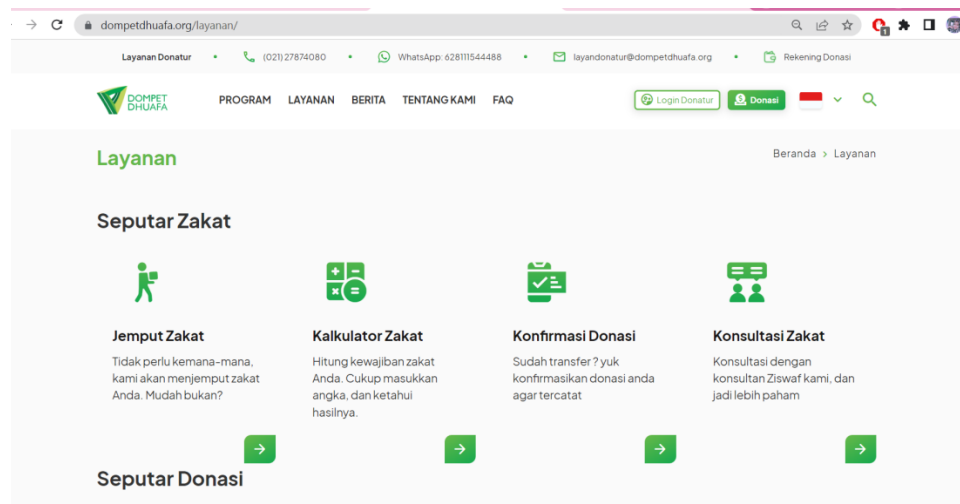 dompetdhuafa.org/layanan/
Layanan Donatur • (021) 27874080 • WhatsApp: 628111544488 • layandonatur@dompetdhuafa.org • Rekening Donasi
DOMPET
DHUAFA
PROGRAM LAYANAN BERITA TENTANG KAMI FAQ
Login Donatur
Donasi
Layanan
Beranda > Layanan
Seputar Zakat
Jemput Zakat
Tidak perlu kemana-mana,
kami akan menjemput zakat
Anda. Mudah bukan?
Kalkulator Zakat
Hitung kewajiban zakat
Anda. Cukup masukkan
angka, dan ketahui
hasilnya.
Konfirmasi Donasi
Sudah transfer ? yuk
konfirmasikan donasi anda
agar tercatat
Konsultasi Zakat
Konsultasi dengan
konsultan Ziswaf kami, dan
jadi lebih paham
Seputar Donasi